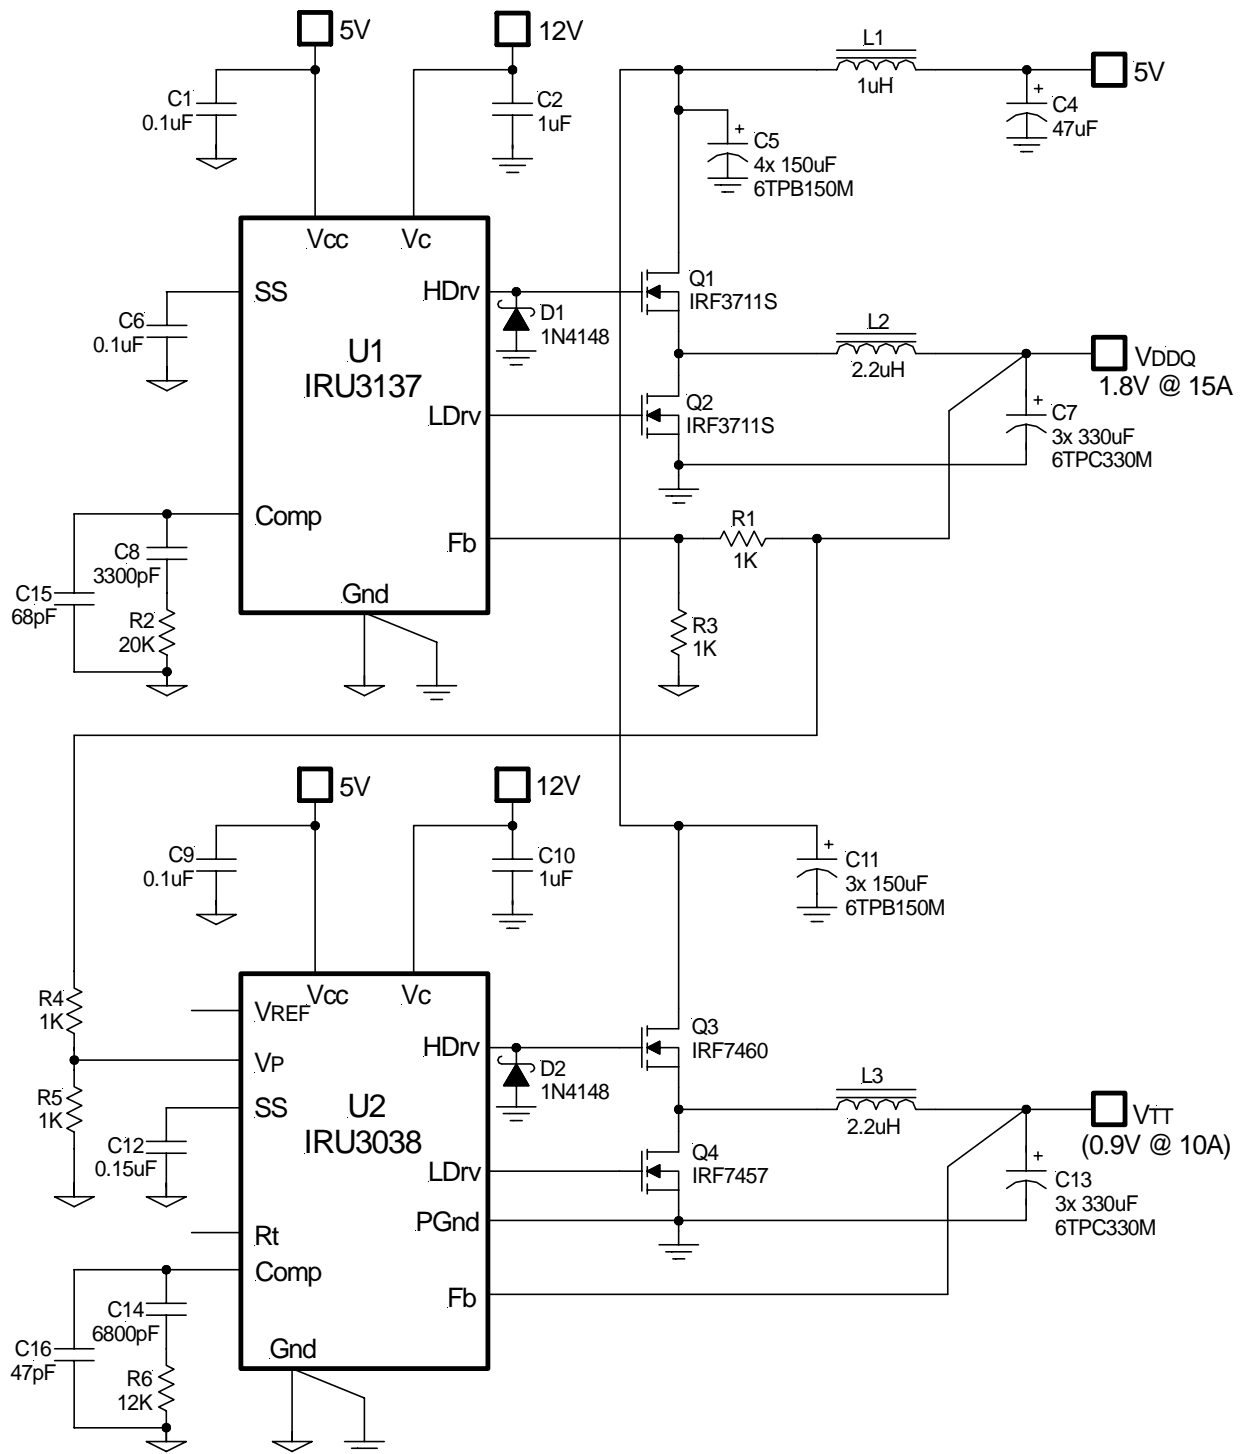 5V
12V
L1
1uH
5V
C1
0.1uF
C2
1uF
+
C4
47uF
+
C5
4x 150uF
6TPB150M
Vcc
Vc
SS
HDrv
C6
0.1uF
D1
1N4148
Q1
IRF3711S
U1
IRU3137
L2
2.2uH
VDDQ
1.8V @ 15A
LDrv
Q2
IRF3711S
+
C7
3x 330uF
6TPC330M
Comp
Fb
R1
1K
C8
3300pF
C15
68pF
R2
20K
Gnd
R3
1K
5V
12V
C9
0.1uF
C10
1uF
+
C11
3x 150uF
6TPB150M
Vcc
Vc
R4
1K
VREF
VP
HDrv
D2
1N4148
Q3
IRF7460
R5
1K
SS
C12
0.15uF
U2
IRU3038
L3
2.2uH
VTT
(0.9V @ 10A)
LDrv
Q4
IRF7457
+
C13
3x 330uF
6TPC330M
PGnd
Rt
Comp
Fb
C14
6800pF
C16
47pF
R6
12K
Gnd